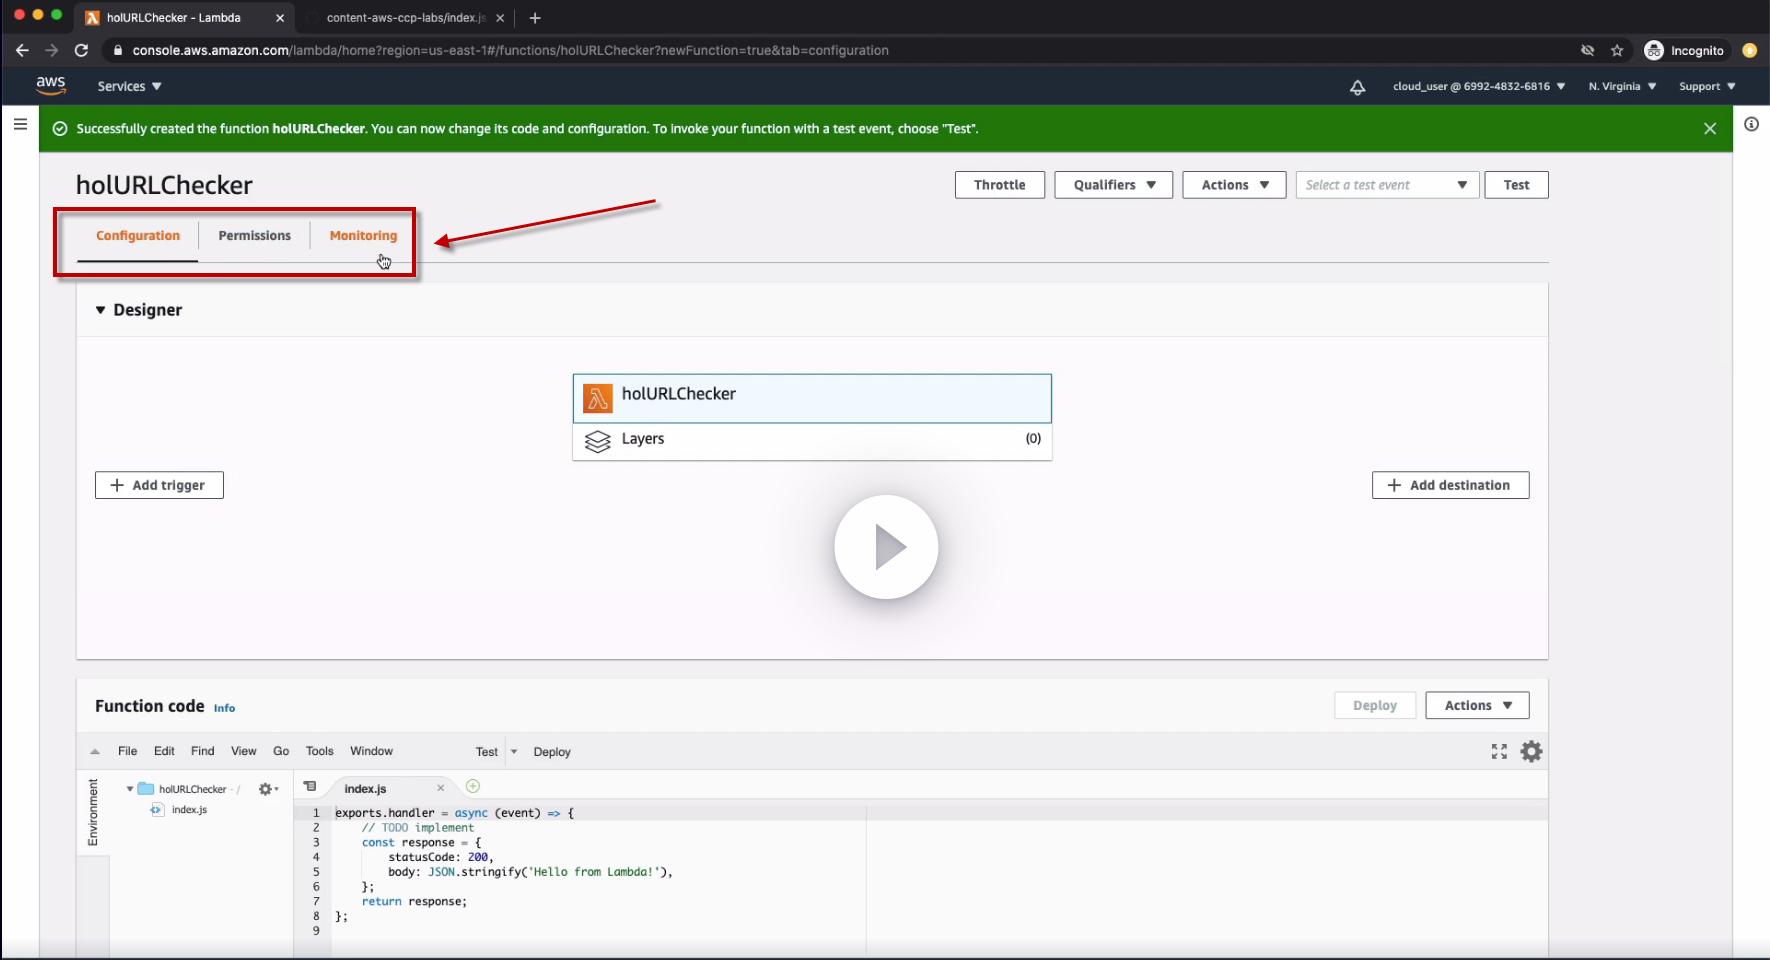 holURLChecker - Lambda
content-aws-ccp-labs/index.js
console.aws.amazon.com/lambda/home?region=us-east-1#/functions/holURLChecker?newFunction=true&tab=configuration
Incognito
aws
Services
cloud_user @ 6992-4832-6816
N. Virginia
Support
Successfully created the function holURLChecker. You can now change its code and configuration. To invoke your function with a test event, choose "Test".
holURLChecker
Throttle
Qualifiers
Actions
Select a test event
Test
Configuration
Permissions
Monitoring
Designer
holURLChecker
Layers
(0)
Add trigger
Add destination
Function code Info
Deploy
Actions
File Edit Find View Go Tools Window Test Deploy
Environment
holURLChecker - /
index.js
index.js
1 exports.handler = async (event) => {
2 // TODO implement
3 const response = {
4 statusCode: 200,
5 body: JSON.stringify('Hello from Lambda!'),
6 };
7 return response;
8 };
9